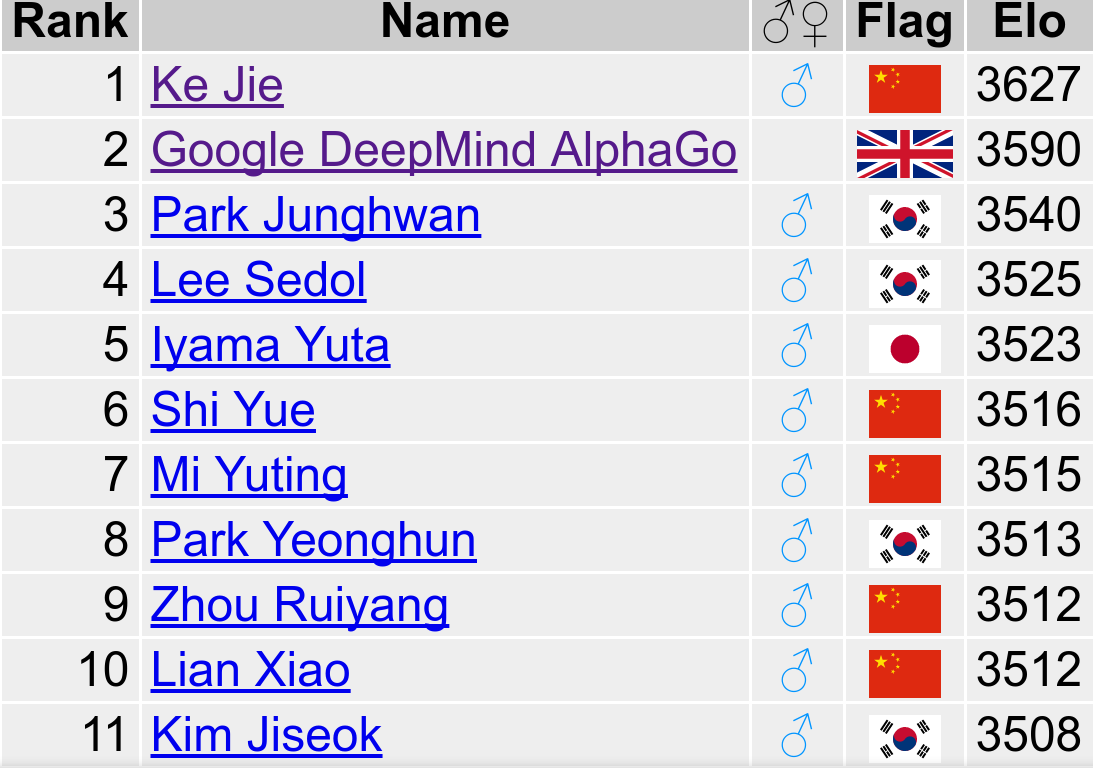 Rank Name ♂♀ Flag Elo
1 Ke Jie ♂ 3627
2 Google DeepMind AlphaGo 3590
3 Park Junghwan ♂ 3540
4 Lee Sedol ♂ 3525
5 Iyama Yuta ♂ 3523
6 Shi Yue ♂ 3516
7 Mi Yuting ♂ 3515
8 Park Yeonghun ♂ 3513
9 Zhou Ruiyang ♂ 3512
10 Lian Xiao ♂ 3512
11 Kim Jiseok ♂ 3508